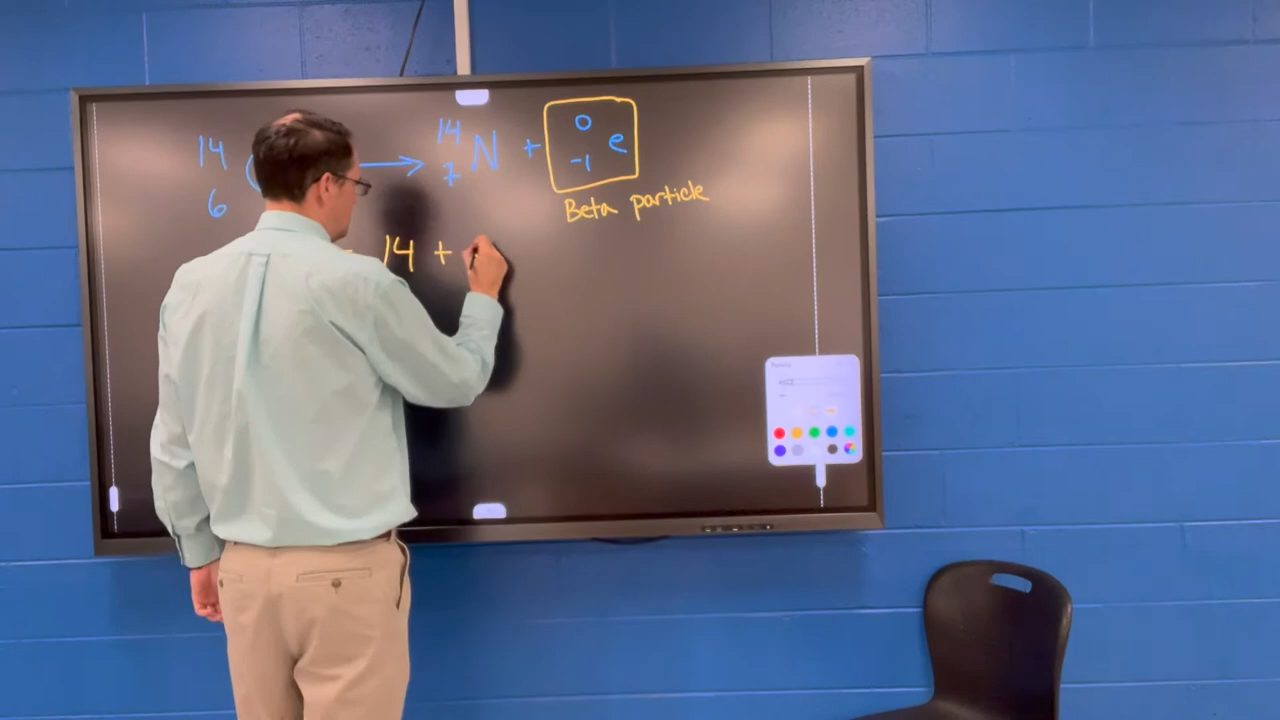 14 → 14 N + 0 e
6 7 -1
Beta particle
= 14 +